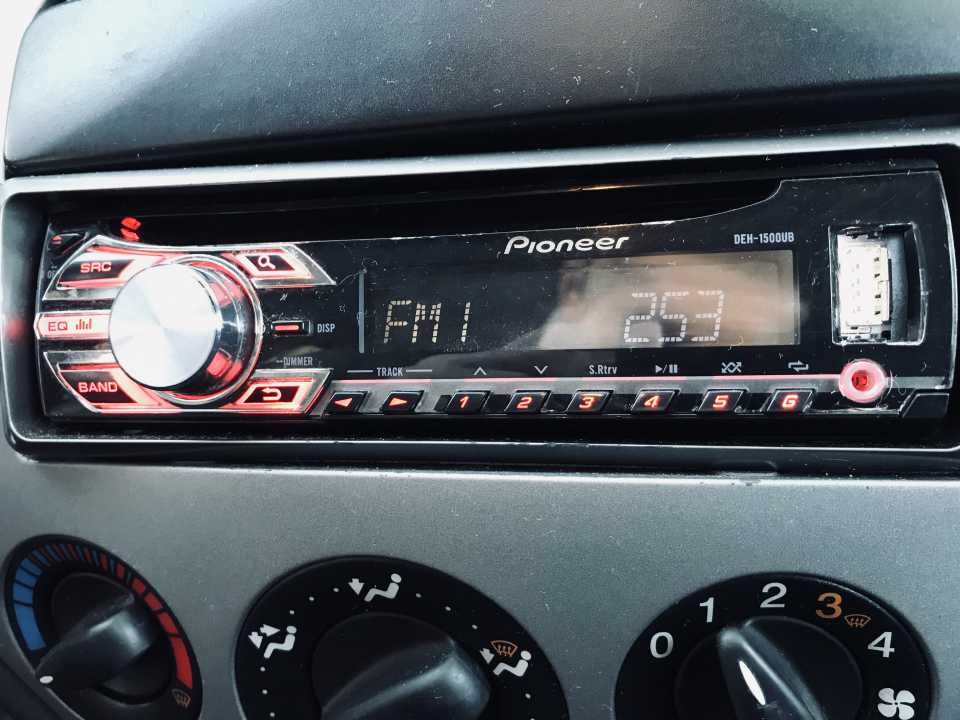 Pioneer
DEH-1500UB
SRC
EQ
DISP
FM1
253
DIMMER
BAND
TRACK
S.Rtrv
1 2 3 4 5 6
0 1 2 3 4